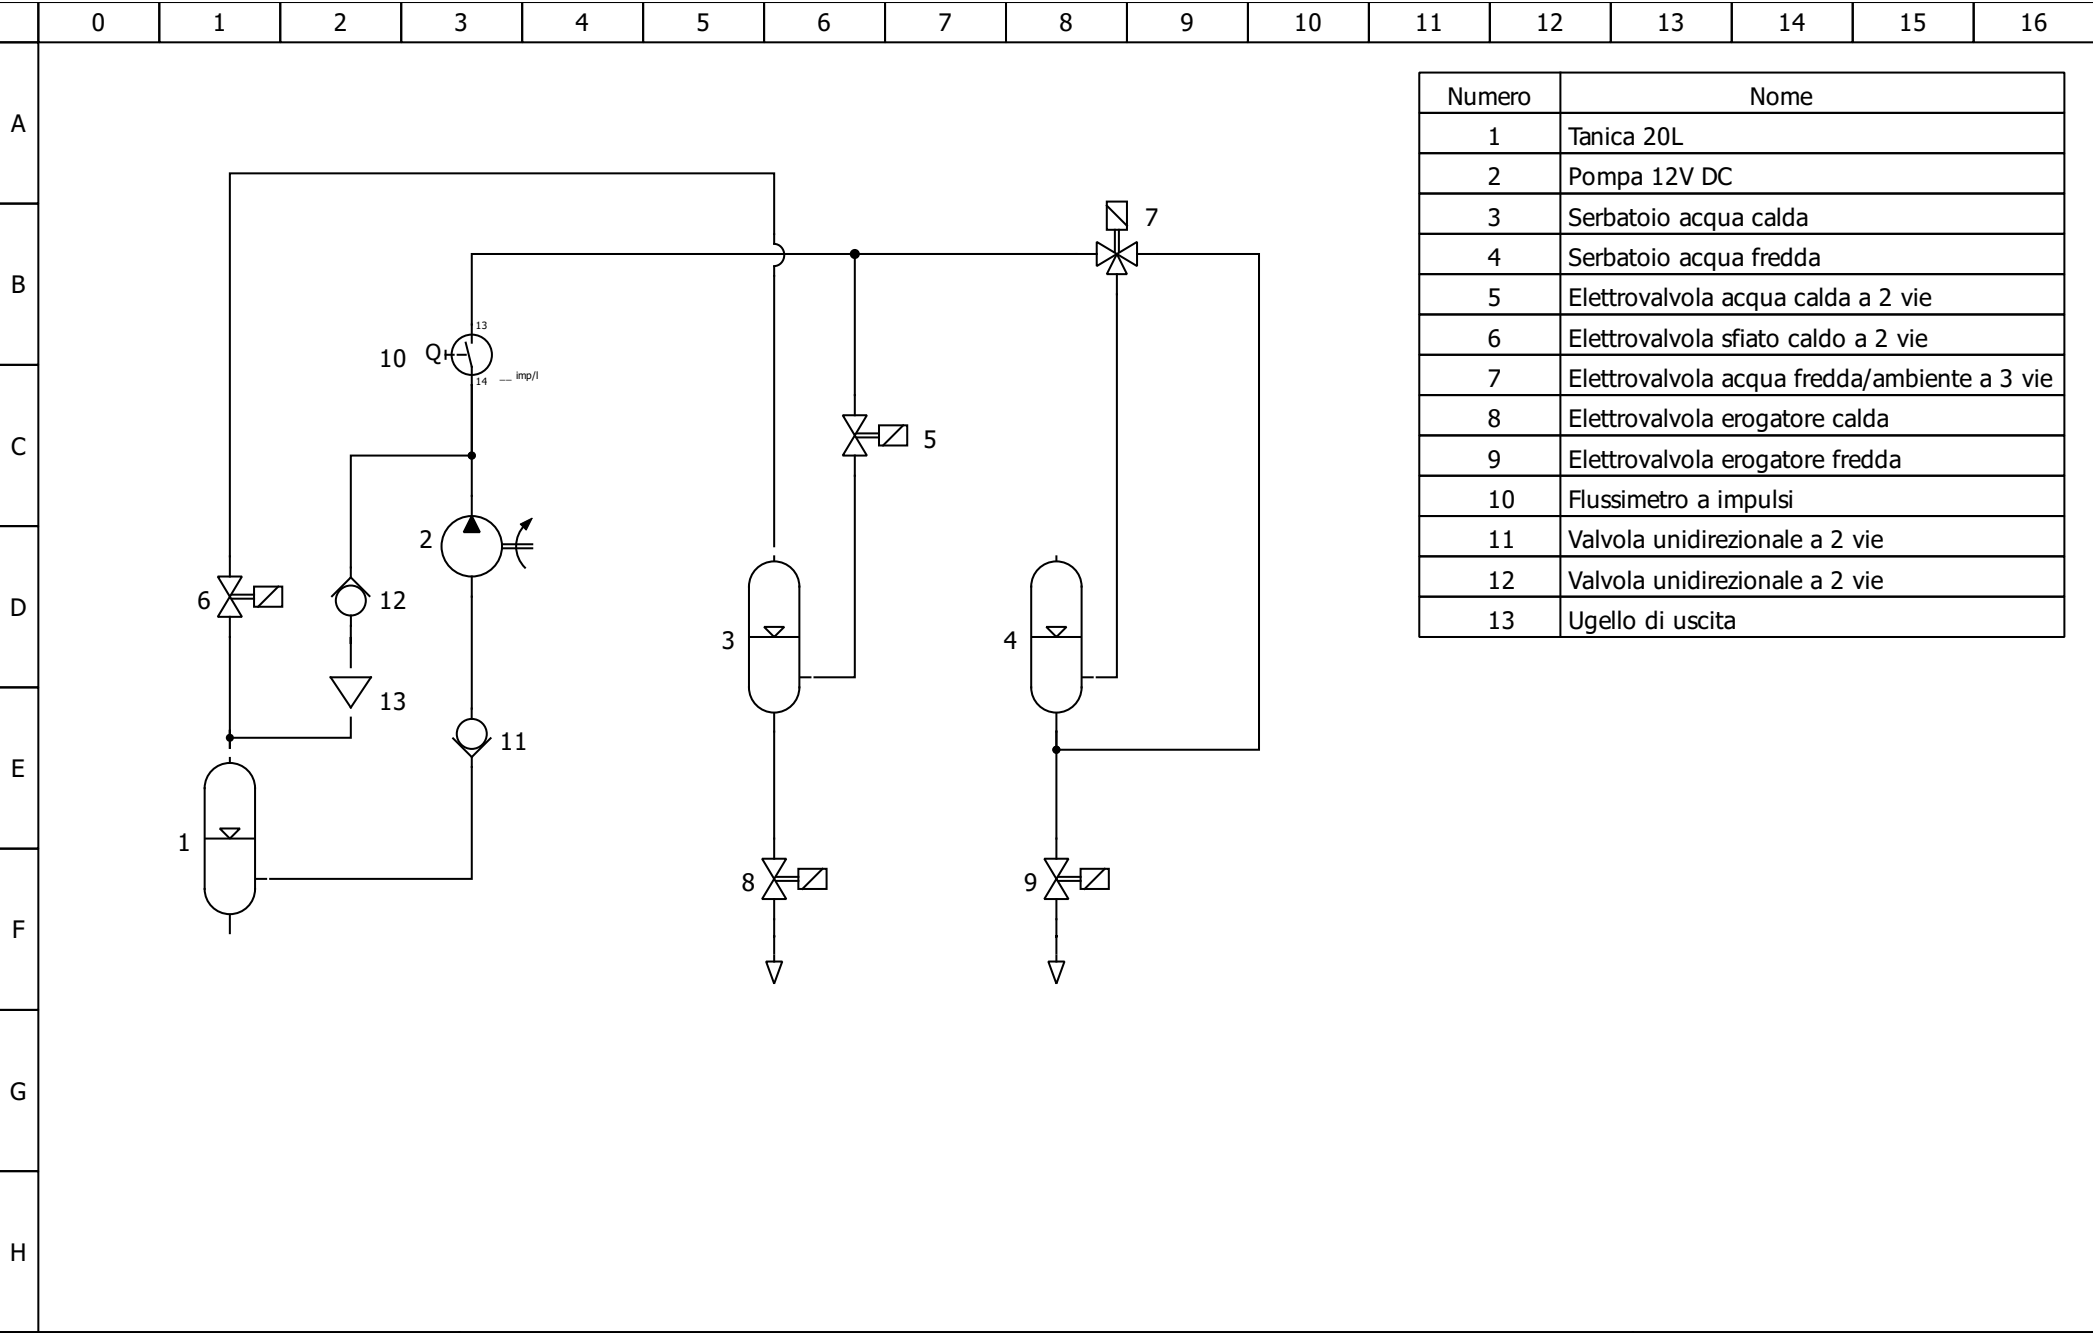 0 1 2 3 4 5 6 7 8 9 10 11 12 13 14 15 16
A
B
C
D
E
F
G
H
Numero Nome
1 Tanica 20L
2 Pompa 12V DC
3 Serbatoio acqua calda
4 Serbatoio acqua fredda
5 Elettrovalvola acqua calda a 2 vie
6 Elettrovalvola sfiato caldo a 2 vie
7 Elettrovalvola acqua fredda/ambiente a 3 vie
8 Elettrovalvola erogatore calda
9 Elettrovalvola erogatore fredda
10 Flussimetro a impulsi
11 Valvola unidirezionale a 2 vie
12 Valvola unidirezionale a 2 vie
13 Ugello di uscita
7
13
10 Q
14 __ imp/l
5
2
6
12
3
4
13
11
1
8
9